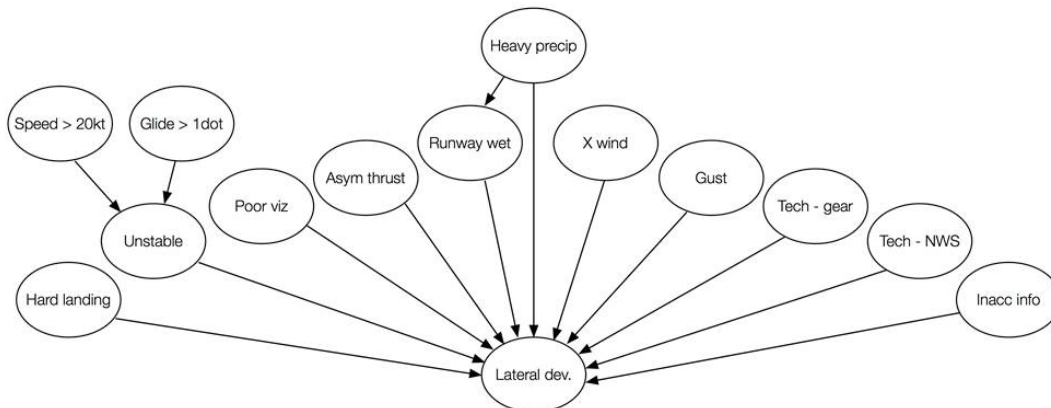 Heavy precip
Speed > 20kt
Glide > 1dot
Runway wet
X wind
Asym thrust
Gust
Poor viz
Tech - gear
Unstable
Tech - NWS
Hard landing
Inacc info
Lateral dev.